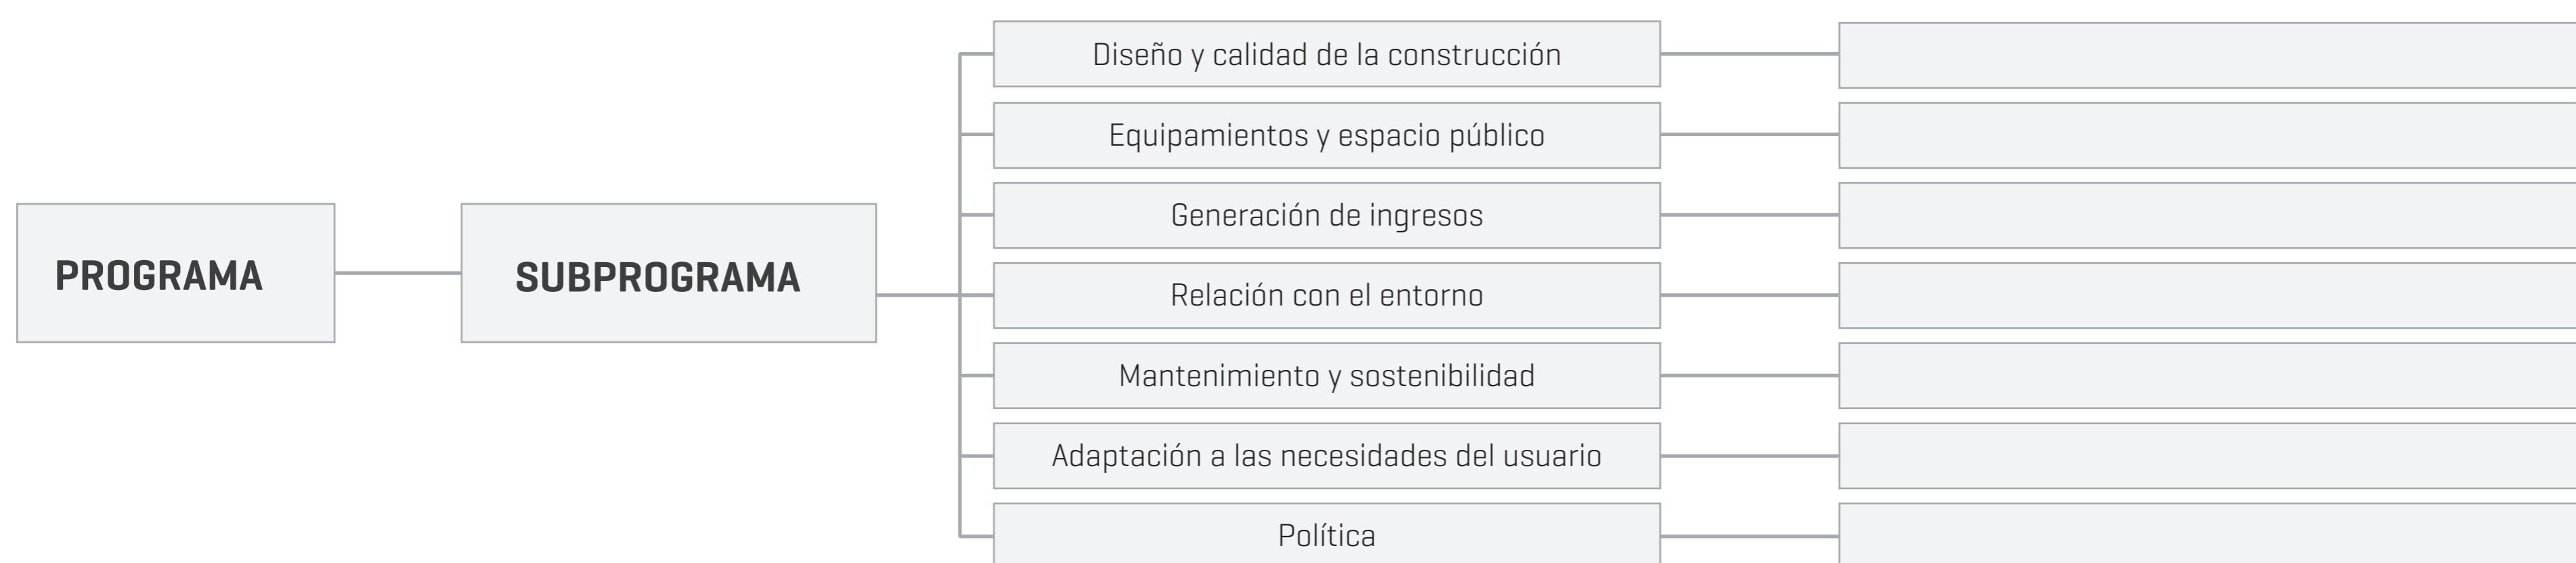 PROGRAMA
SUBPROGRAMA
Diseño y calidad de la construcción
Equipamientos y espacio público
Generación de ingresos
Relación con el entorno
Mantenimiento y sostenibilidad
Adaptación a las necesidades del usuario
Política